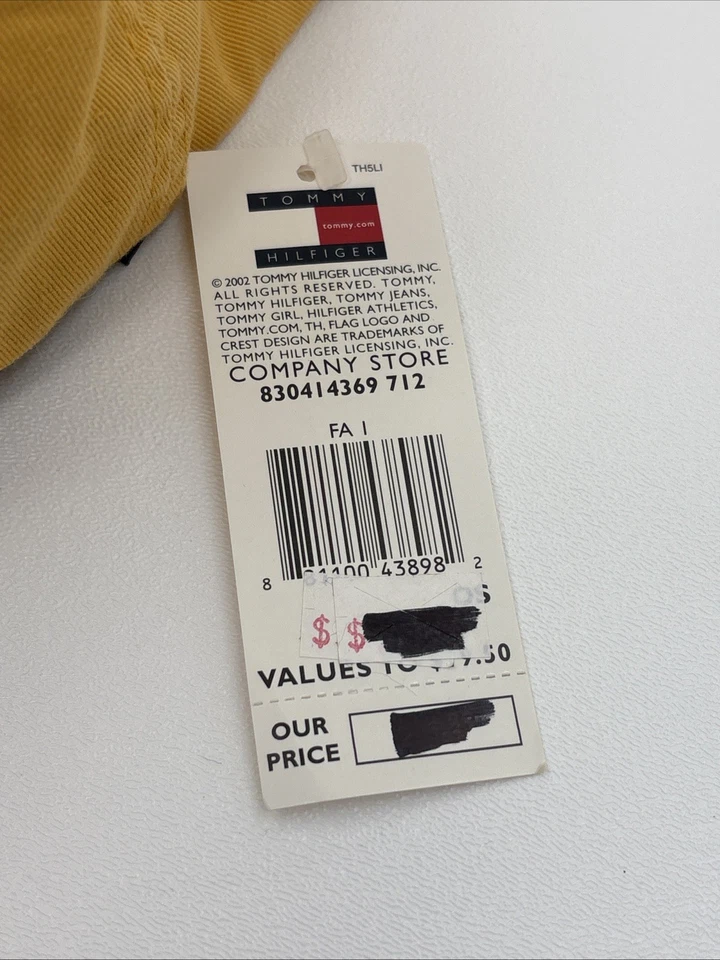 TH5LI
TOMMY
tommy.com
HILFIGER
© 2002 TOMMY HILFIGER LICENSING, INC.
ALL RIGHTS RESERVED. TOMMY,
TOMMY HILFIGER, TOMMY JEANS,
TOMMY GIRL, HILFIGER ATHLETICS,
TOMMY.COM, TH, FLAG LOGO AND
CREST DESIGN ARE TRADEMARKS OF
TOMMY HILFIGER LICENSING, INC.
COMPANY STORE
830414369 712
FA 1
8 43898 2
OS
$ $
VALUES TO
OUR
PRICE